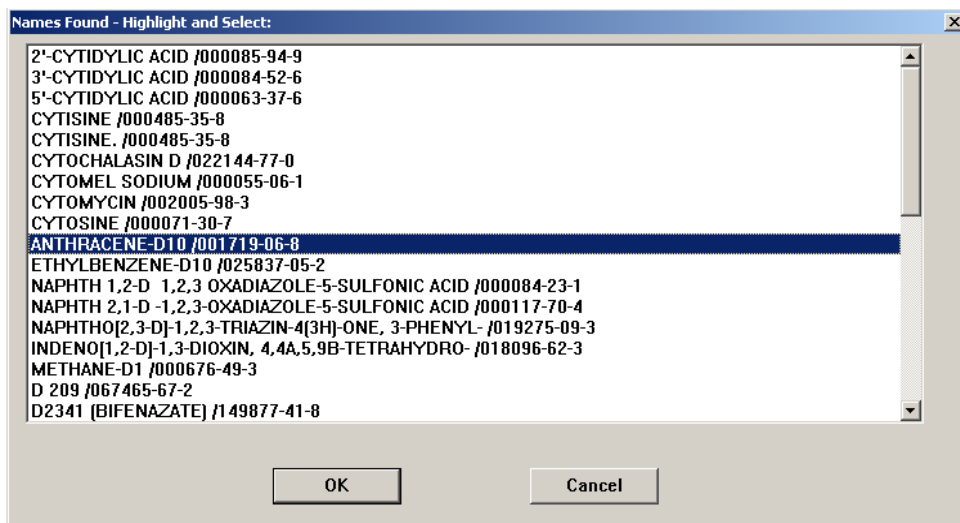 Names Found - Highlight and Select:
2'-CYTIDYLIC ACID /000085-94-9
3'-CYTIDYLIC ACID /000084-52-6
5'-CYTIDYLIC ACID /000063-37-6
CYTISINE /000485-35-8
CYTISINE. /000485-35-8
CYTOCHALASIN D /022144-77-0
CYTOMEL SODIUM /000055-06-1
CYTOMYCIN /002005-98-3
CYTOSINE /000071-30-7
ANTHRACENE-D10 /001719-06-8
ETHYLBENZENE-D10 /025837-05-2
NAPHTH 1,2-D  1,2,3 OXADIAZOLE-5-SULFONIC ACID /000084-23-1
NAPHTH 2,1-D -1,2,3-OXADIAZOLE-5-SULFONIC ACID /000117-70-4
NAPHTHO[2,3-D]-1,2,3-TRIAZIN-4(3H)-ONE, 3-PHENYL- /019275-09-3
INDENO[1,2-D]-1,3-DIOXIN, 4,4A,5,9B-TETRAHYDRO- /018096-62-3
METHANE-D1 /000676-49-3
D 209 /067465-67-2
D2341 (BIFENAZATE) /149877-41-8
OK Cancel